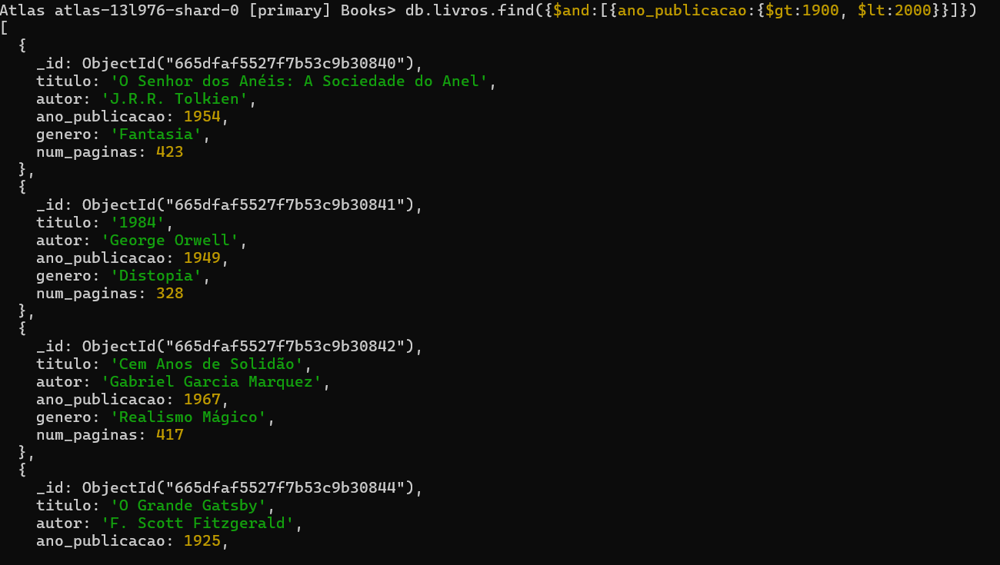 Atlas atlas-13l976-shard-0 [primary] Books> db.livros.find({$and:[{ano_publicacao:{$gt:1900, $lt:2000}}]})
[
  {
    _id: ObjectId("665dfaf5527f7b53c9b30840"),
    titulo: 'O Senhor dos Anéis: A Sociedade do Anel',
    autor: 'J.R.R. Tolkien',
    ano_publicacao: 1954,
    genero: 'Fantasia',
    num_paginas: 423
  },
  {
    _id: ObjectId("665dfaf5527f7b53c9b30841"),
    titulo: '1984',
    autor: 'George Orwell',
    ano_publicacao: 1949,
    genero: 'Distopia',
    num_paginas: 328
  },
  {
    _id: ObjectId("665dfaf5527f7b53c9b30842"),
    titulo: 'Cem Anos de Solidão',
    autor: 'Gabriel Garcia Marquez',
    ano_publicacao: 1967,
    genero: 'Realismo Mágico',
    num_paginas: 417
  },
  {
    _id: ObjectId("665dfaf5527f7b53c9b30844"),
    titulo: 'O Grande Gatsby',
    autor: 'F. Scott Fitzgerald',
    ano_publicacao: 1925,